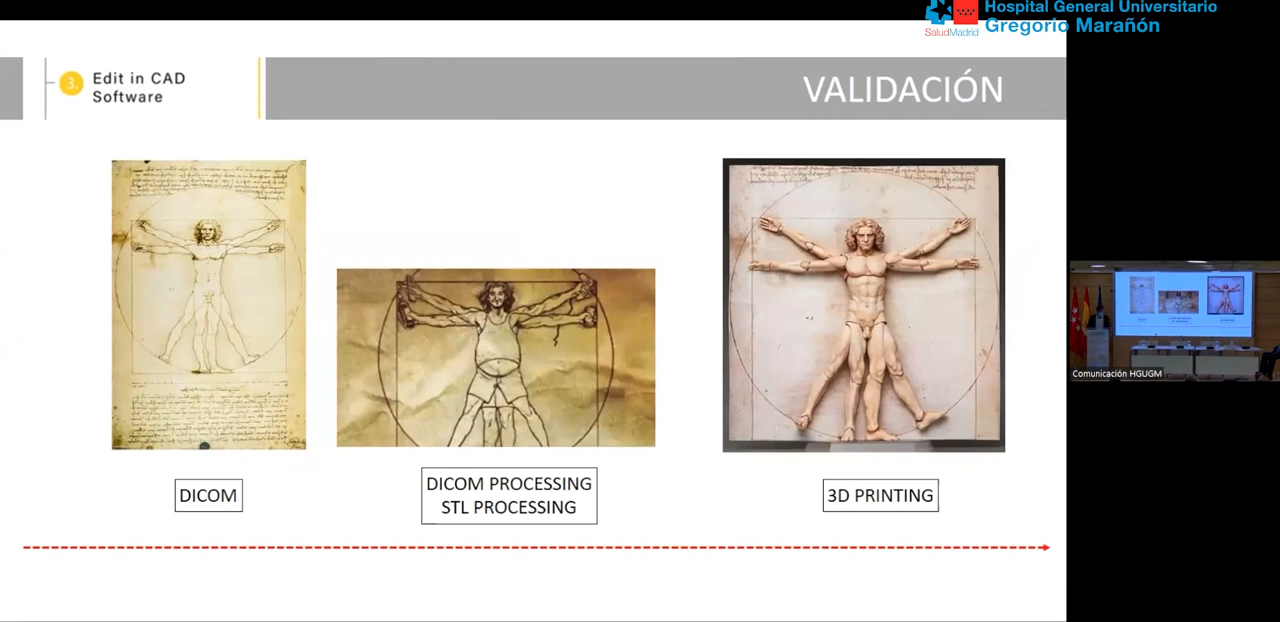 Hospital General Universitario
SaludMadrid
Gregorio Marañón
3.
Edit in CAD
Software
VALIDACIÓN
DICOM
DICOM PROCESSING
STL PROCESSING
3D PRINTING
Comunicación HGUGM